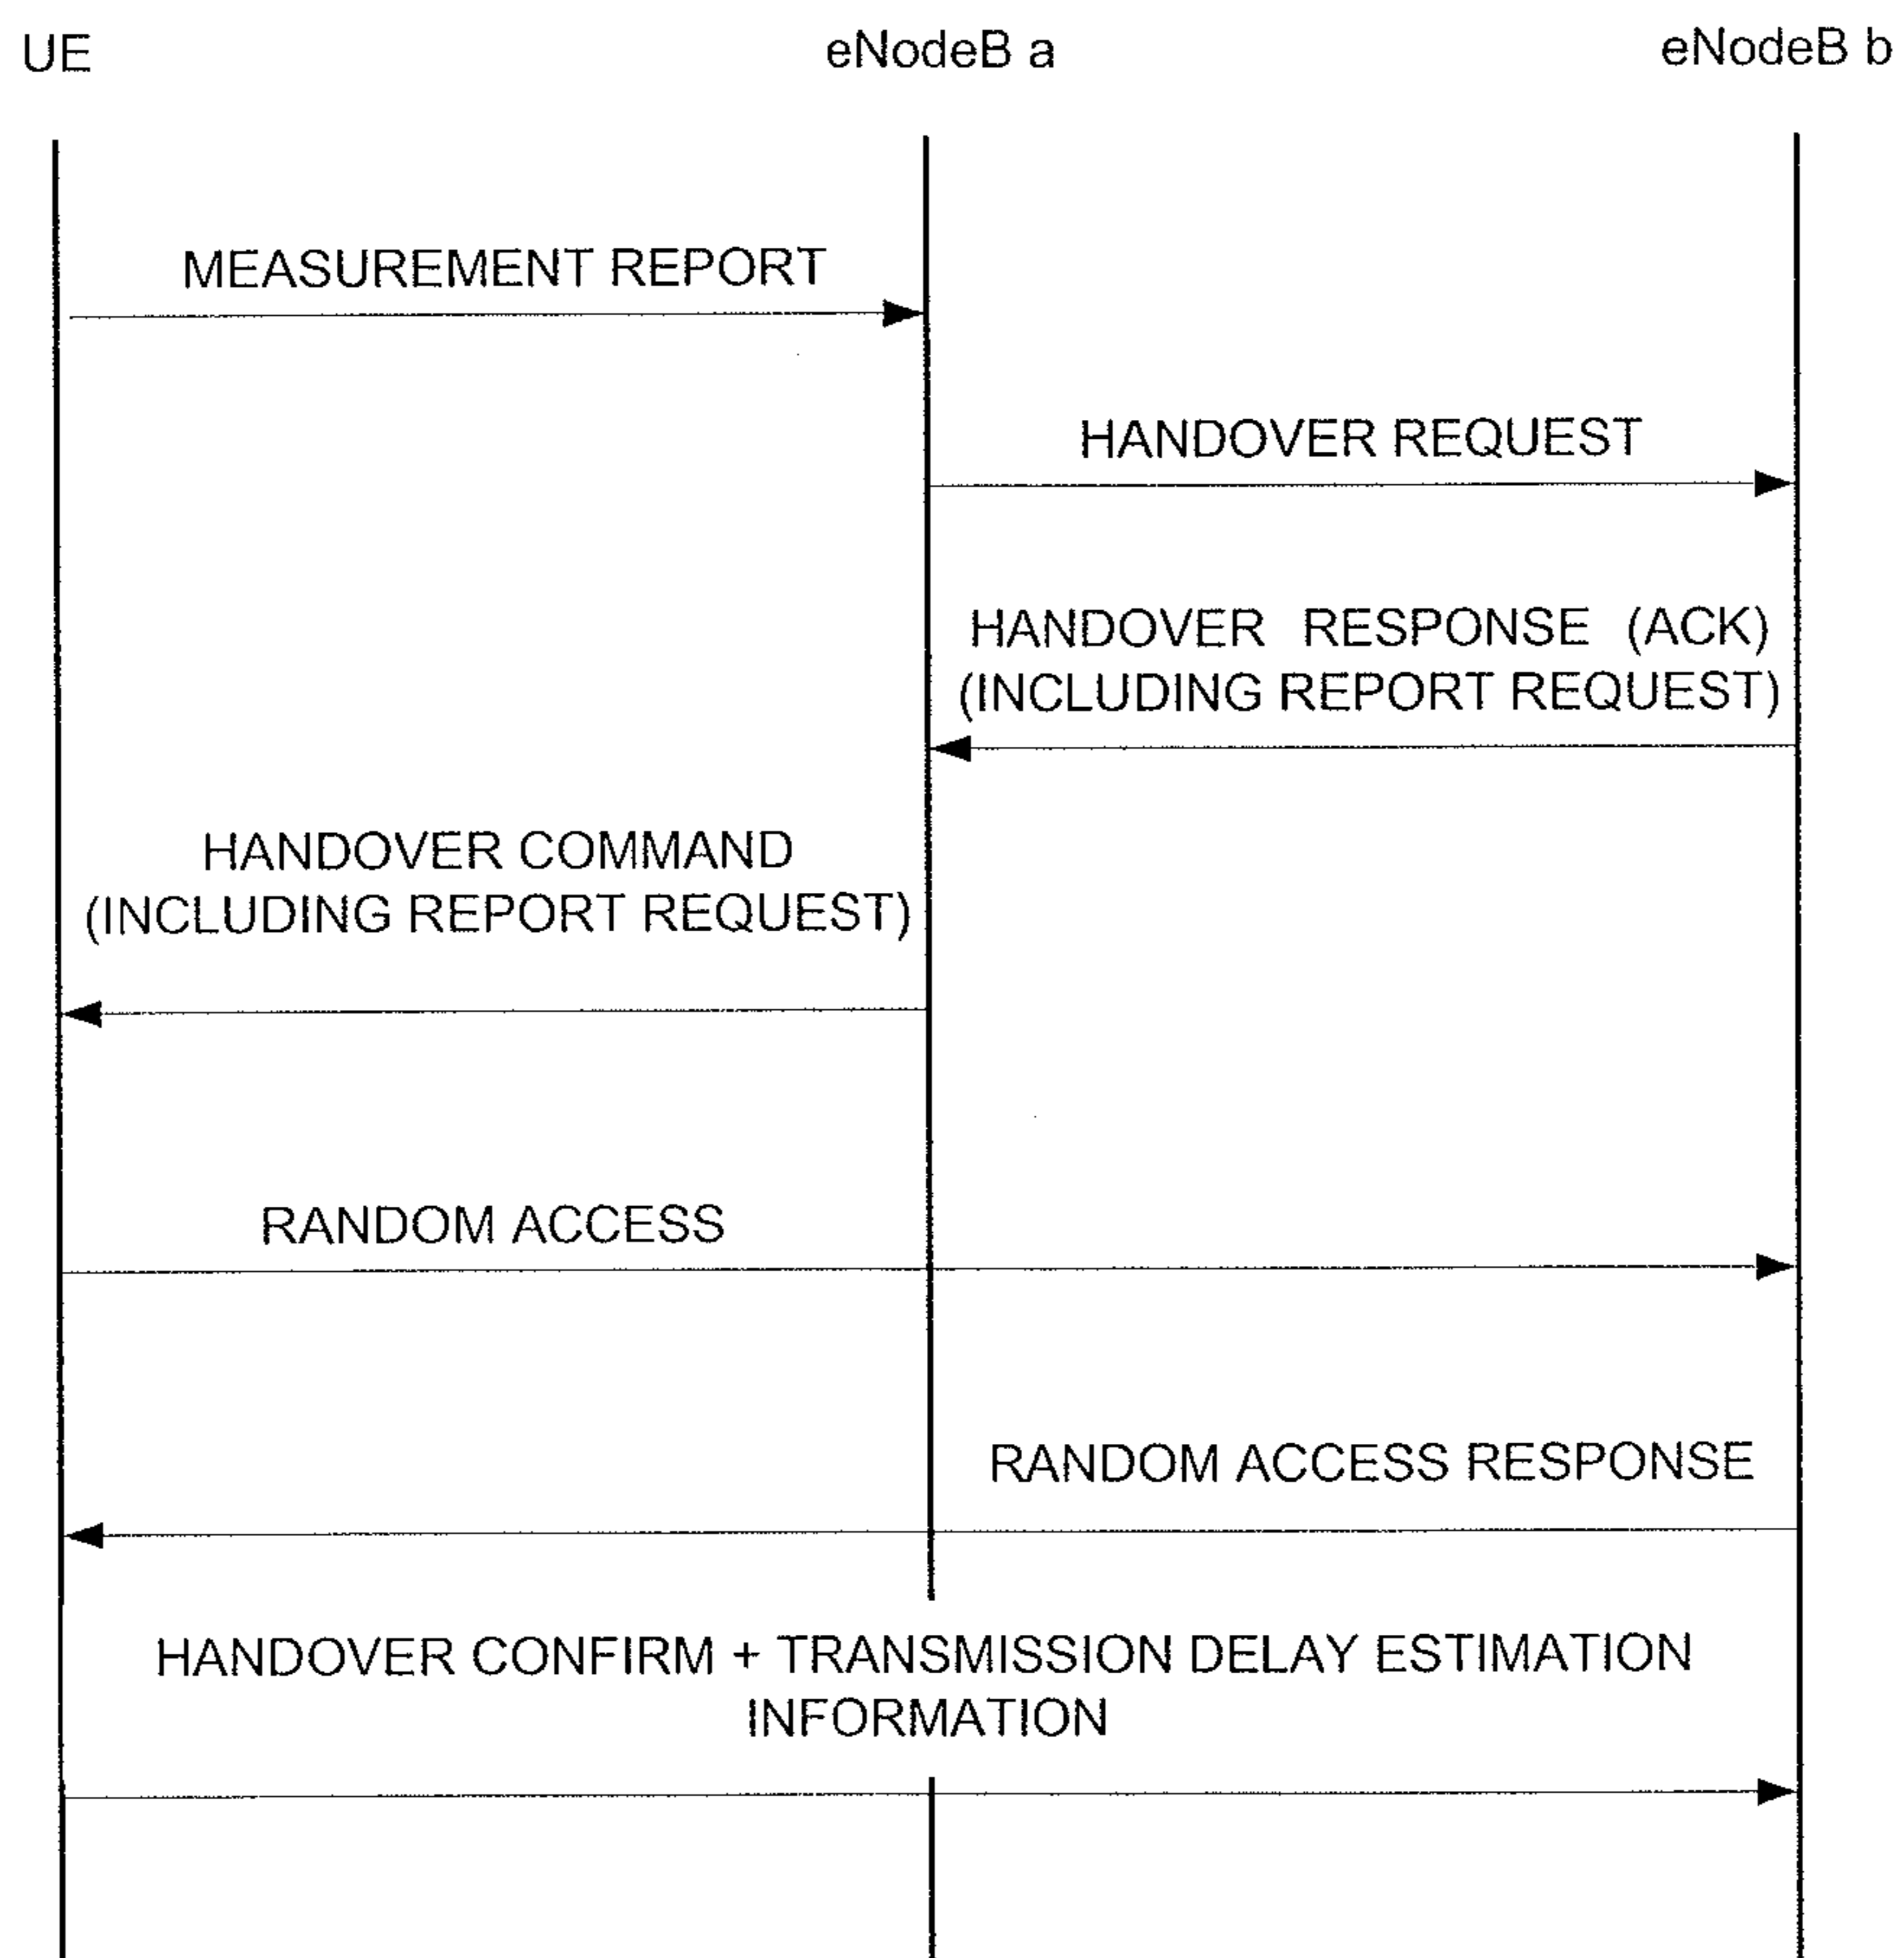 UE
eNodeB a
eNodeB b
MEASUREMENT REPORT
HANDOVER REQUEST
HANDOVER RESPONSE (ACK)
(INCLUDING REPORT REQUEST)
HANDOVER COMMAND
(INCLUDING REPORT REQUEST)
RANDOM ACCESS
RANDOM ACCESS RESPONSE
HANDOVER CONFIRM + TRANSMISSION DELAY ESTIMATION
INFORMATION